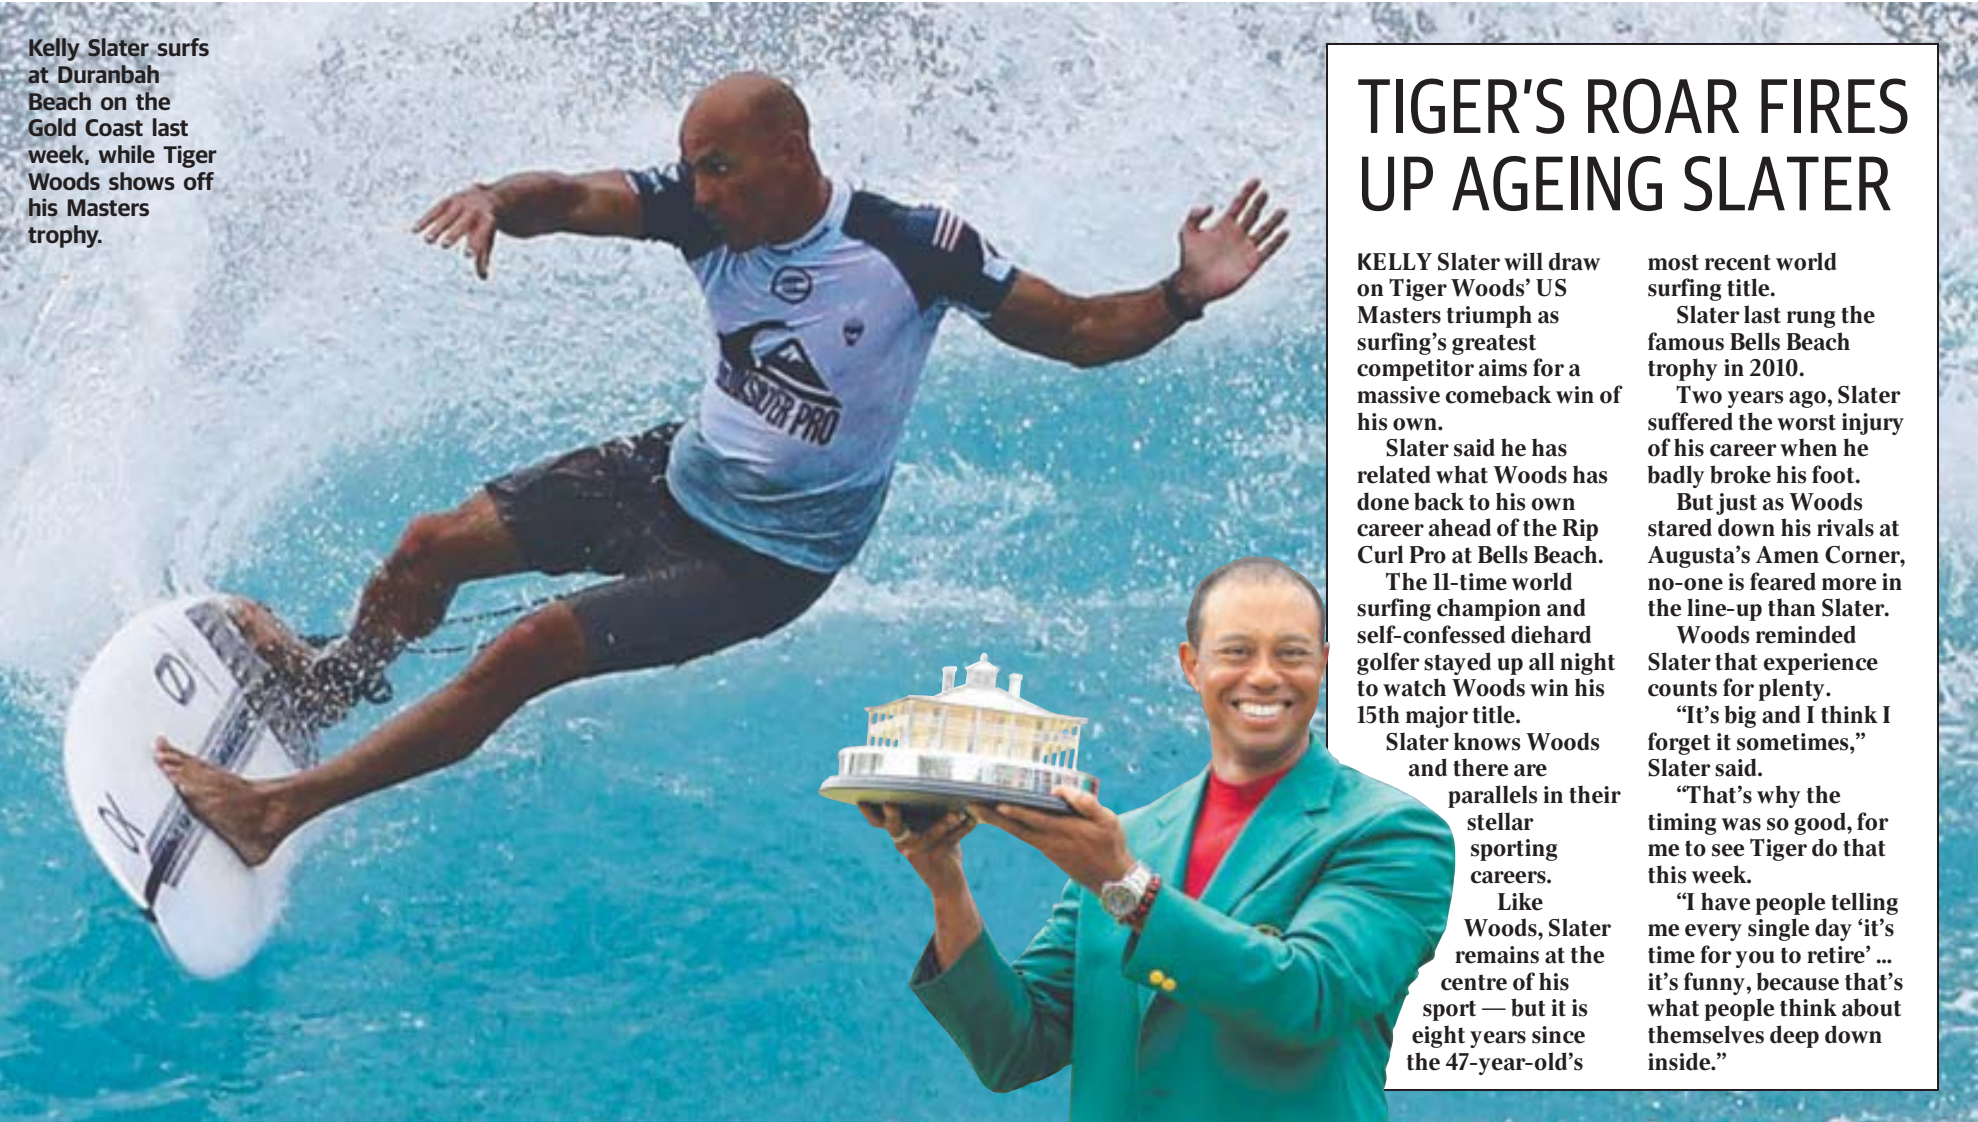 Kelly Slater surfs
at Duranbah
Beach on the
Gold Coast last
week, while Tiger
Woods shows off
his Masters
trophy.
SILVER PRO
TIGER'S ROAR FIRES
UP AGEING SLATER
KELLY Slater will draw
on Tiger Woods' US
Masters triumph as
surfing's greatest
competitor aims for a
massive comeback win of
his own.
Slater said he has
related what Woods has
done back to his own
career ahead of the Rip
Curl Pro at Bells Beach.
The 11-time world
surfing champion and
self-confessed diehard
golfer stayed up all night
to watch Woods win his
15th major title.
Slater knows Woods
and there are
parallels in their
stellar
sporting
careers.
Like
Woods, Slater
remains at the
centre of his
sport — but it is
eight years since
the 47-year-old's
most recent world
surfing title.
Slater last rung the
famous Bells Beach
trophy in 2010.
Two years ago, Slater
suffered the worst injury
of his career when he
badly broke his foot.
But just as Woods
stared down his rivals at
Augusta's Amen Corner,
no-one is feared more in
the line-up than Slater.
Woods reminded
Slater that experience
counts for plenty.
“It's big and I think I
forget it sometimes,”
Slater said.
“That's why the
timing was so good, for
me to see Tiger do that
this week.
“I have people telling
me every single day ‘it's
time for you to retire’ ...
it's funny, because that's
what people think about
themselves deep down
inside.”